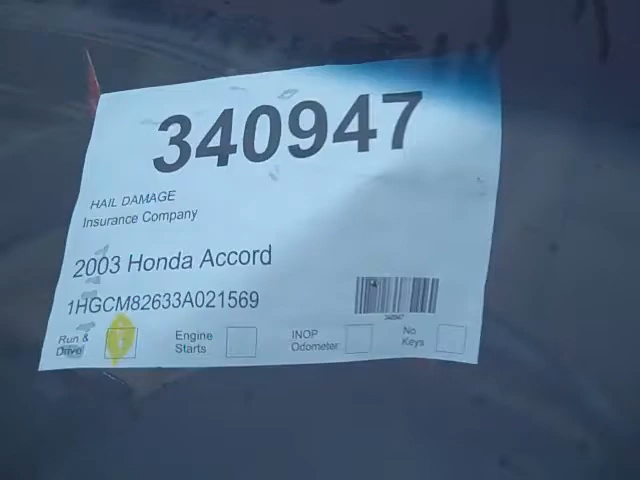 340947
HAIL DAMAGE
Insurance Company
2003 Honda Accord
1HGCM82633A021569
340947
Run & Drive
Engine Starts
INOP Odometer
No Keys